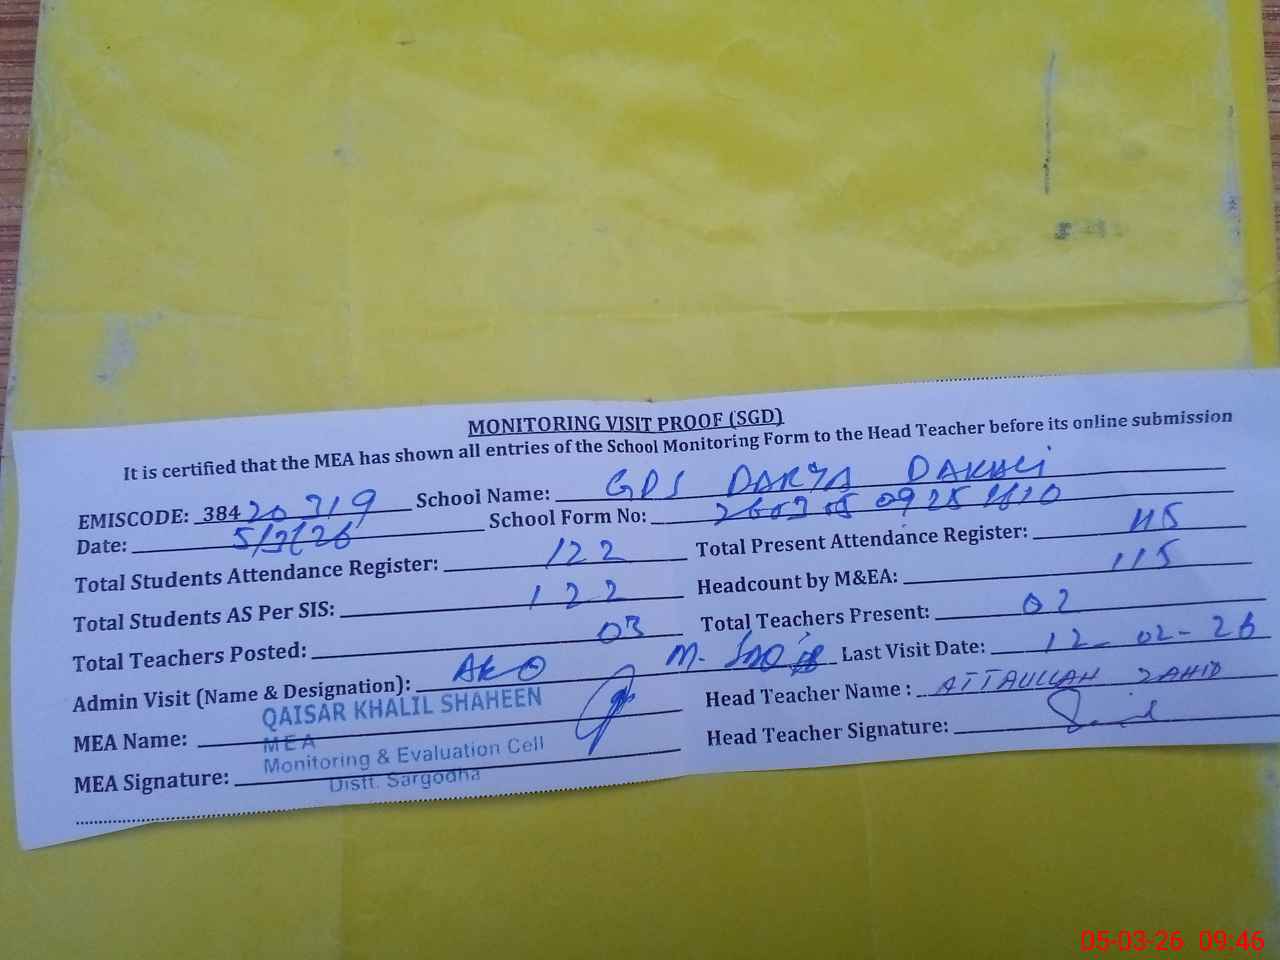 MONITORING VISIT PROOF (SGD)
It is certified that the MEA has shown all entries of the School Monitoring Form to the Head Teacher before its online submission
EMISCODE: 38420319 School Name: GPS DARYA DAKHLI
Date: 5/3/26 School Form No:
Total Students Attendance Register: 122 Total Present Attendance Register: 115
Total Students AS Per SIS: 122 Headcount by M&EA: 115
Total Teachers Posted: 03 Total Teachers Present: 02
Admin Visit (Name & Designation): AEO M. Last Visit Date: 12-02-26
MEA Name: QAISAR KHALIL SHAHEEN Head Teacher Name : ATTAULLAH ZAHID
MEA
MEA Signature: Monitoring & Evaluation Cell Head Teacher Signature:
Distt. Sargodha
05-03-26 09:46